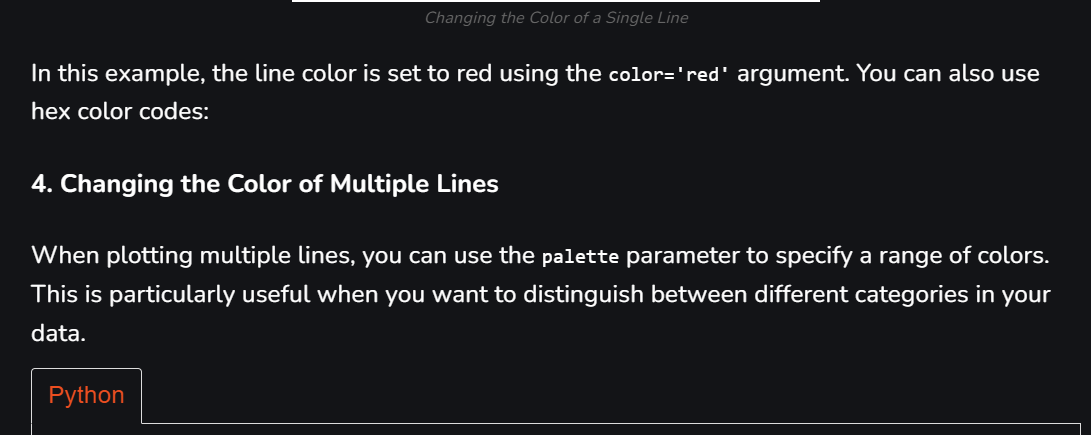 Changing the Color of a Single Line
In this example, the line color is set to red using the color='red' argument. You can also use
hex color codes:
4. Changing the Color of Multiple Lines
When plotting multiple lines, you can use the palette parameter to specify a range of colors.
This is particularly useful when you want to distinguish between different categories in your
data.
Python